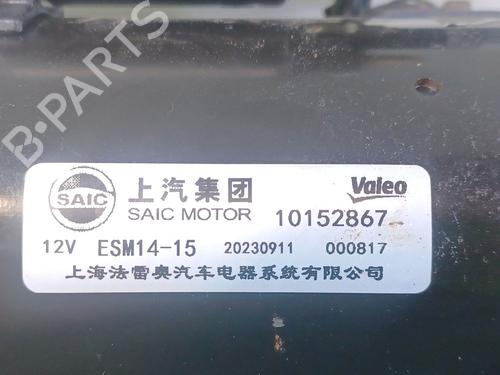 B-PARTS
SAIC
上汽集团
SAIC MOTOR
Valeo
10152867
12V ESM14-15 20230911 000817
上海法雷奥汽车电器系统有限公司